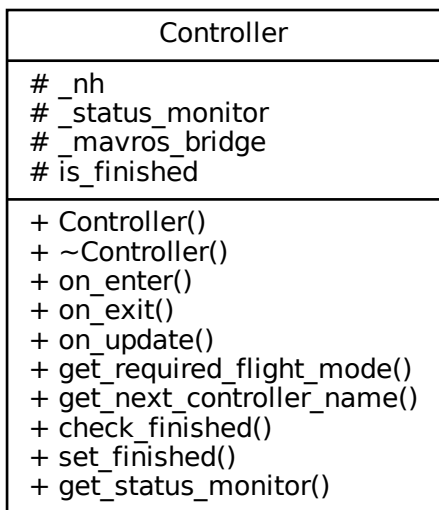 Controller
# _nh
# _status_monitor
# _mavros_bridge
# is_finished
+ Controller()
+ ~Controller()
+ on_enter()
+ on_exit()
+ on_update()
+ get_required_flight_mode()
+ get_next_controller_name()
+ check_finished()
+ set_finished()
+ get_status_monitor()